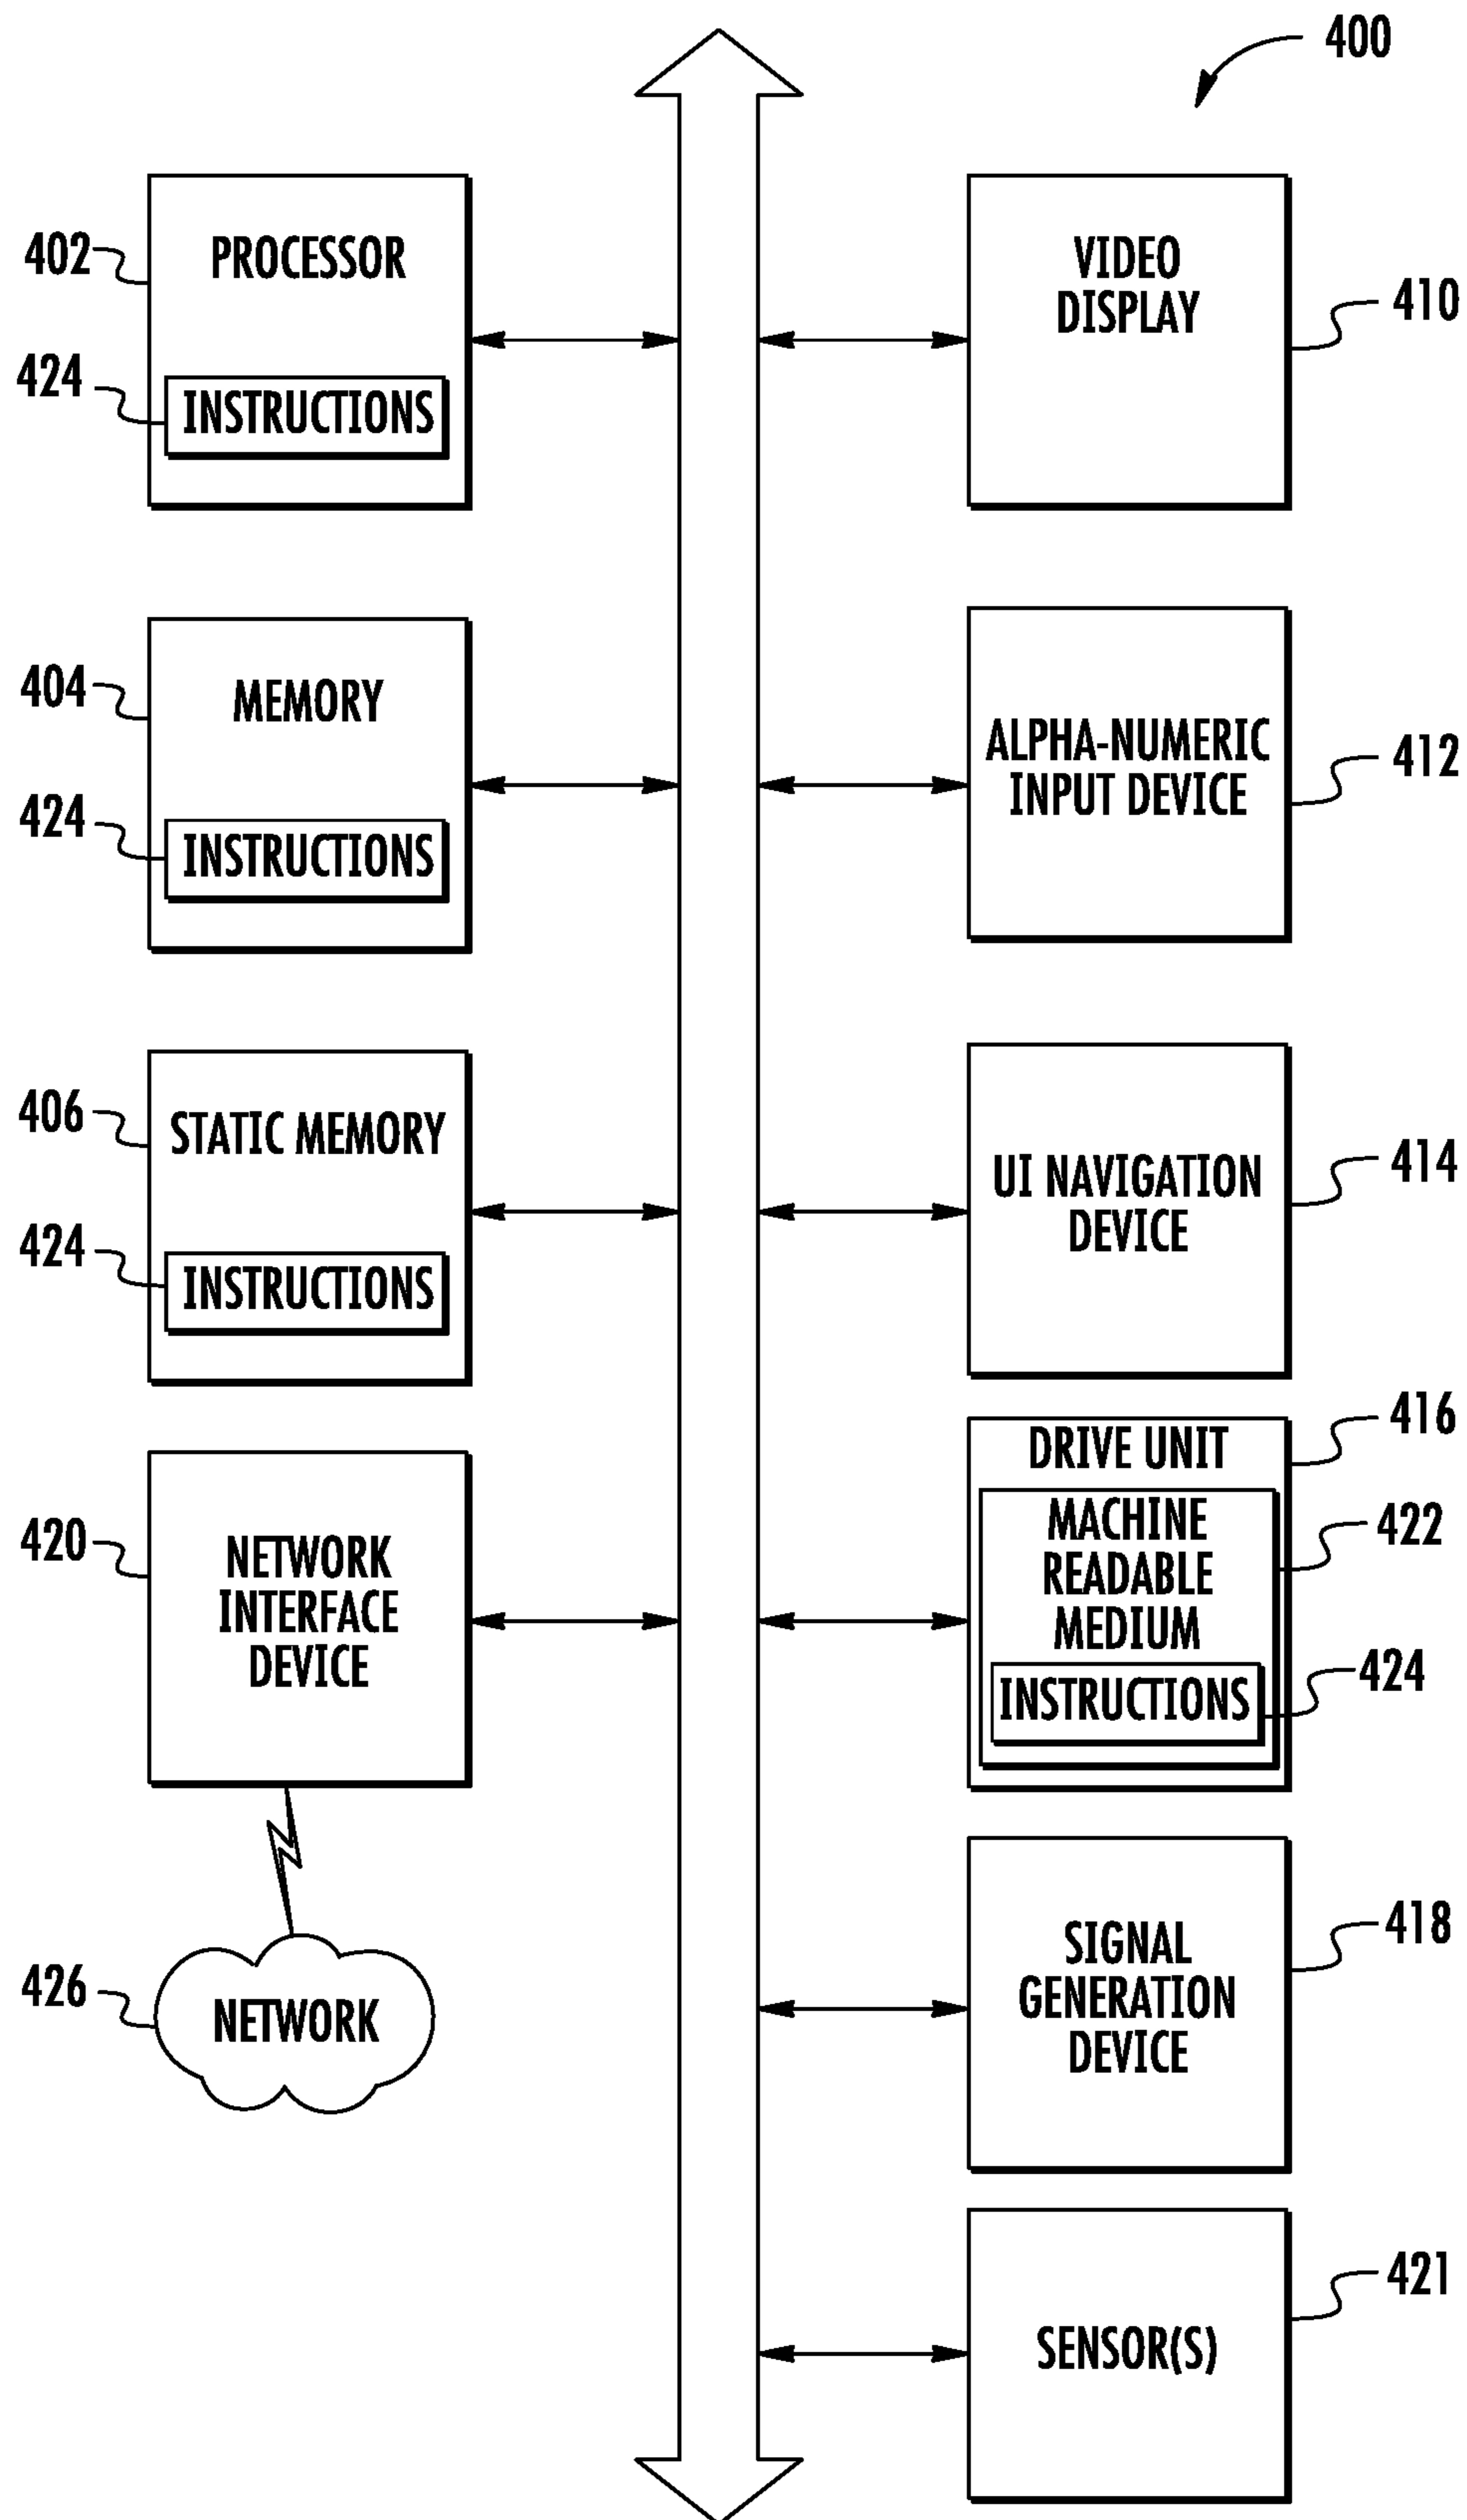 400
402
PROCESSOR
424
INSTRUCTIONS
404
MEMORY
424
INSTRUCTIONS
406
STATIC MEMORY
424
INSTRUCTIONS
420
NETWORK
INTERFACE
DEVICE
426
NETWORK
VIDEO
DISPLAY
410
ALPHA-NUMERIC
INPUT DEVICE
412
UI NAVIGATION
DEVICE
414
DRIVE UNIT
416
MACHINE
READABLE
MEDIUM
422
INSTRUCTIONS
424
SIGNAL
GENERATION
DEVICE
418
SENSOR(S)
421